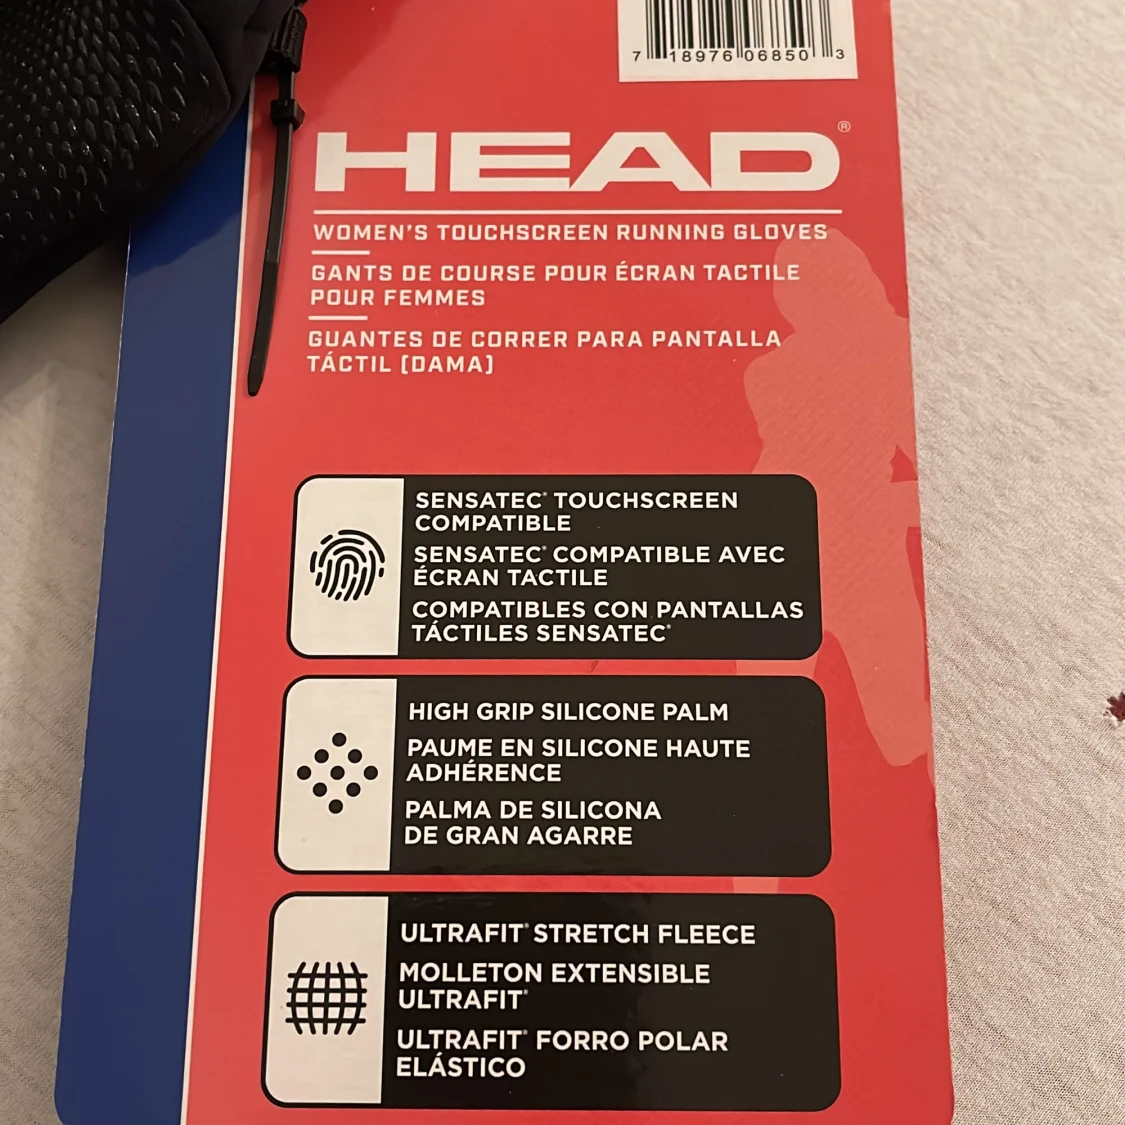 7 18976 06850 3
HEAD®
WOMEN'S TOUCHSCREEN RUNNING GLOVES
GANTS DE COURSE POUR ÉCRAN TACTILE
POUR FEMMES
GUANTES DE CORRER PARA PANTALLA
TÁCTIL (DAMA)
SENSATEC® TOUCHSCREEN
COMPATIBLE
SENSATEC® COMPATIBLE AVEC
ÉCRAN TACTILE
COMPATIBLES CON PANTALLAS
TÁCTILES SENSATEC®
HIGH GRIP SILICONE PALM
PAUME EN SILICONE HAUTE
ADHÉRENCE
PALMA DE SILICONA
DE GRAN AGARRE
ULTRAFIT® STRETCH FLEECE
MOLLETON EXTENSIBLE
ULTRAFIT®
ULTRAFIT® FORRO POLAR
ELÁSTICO